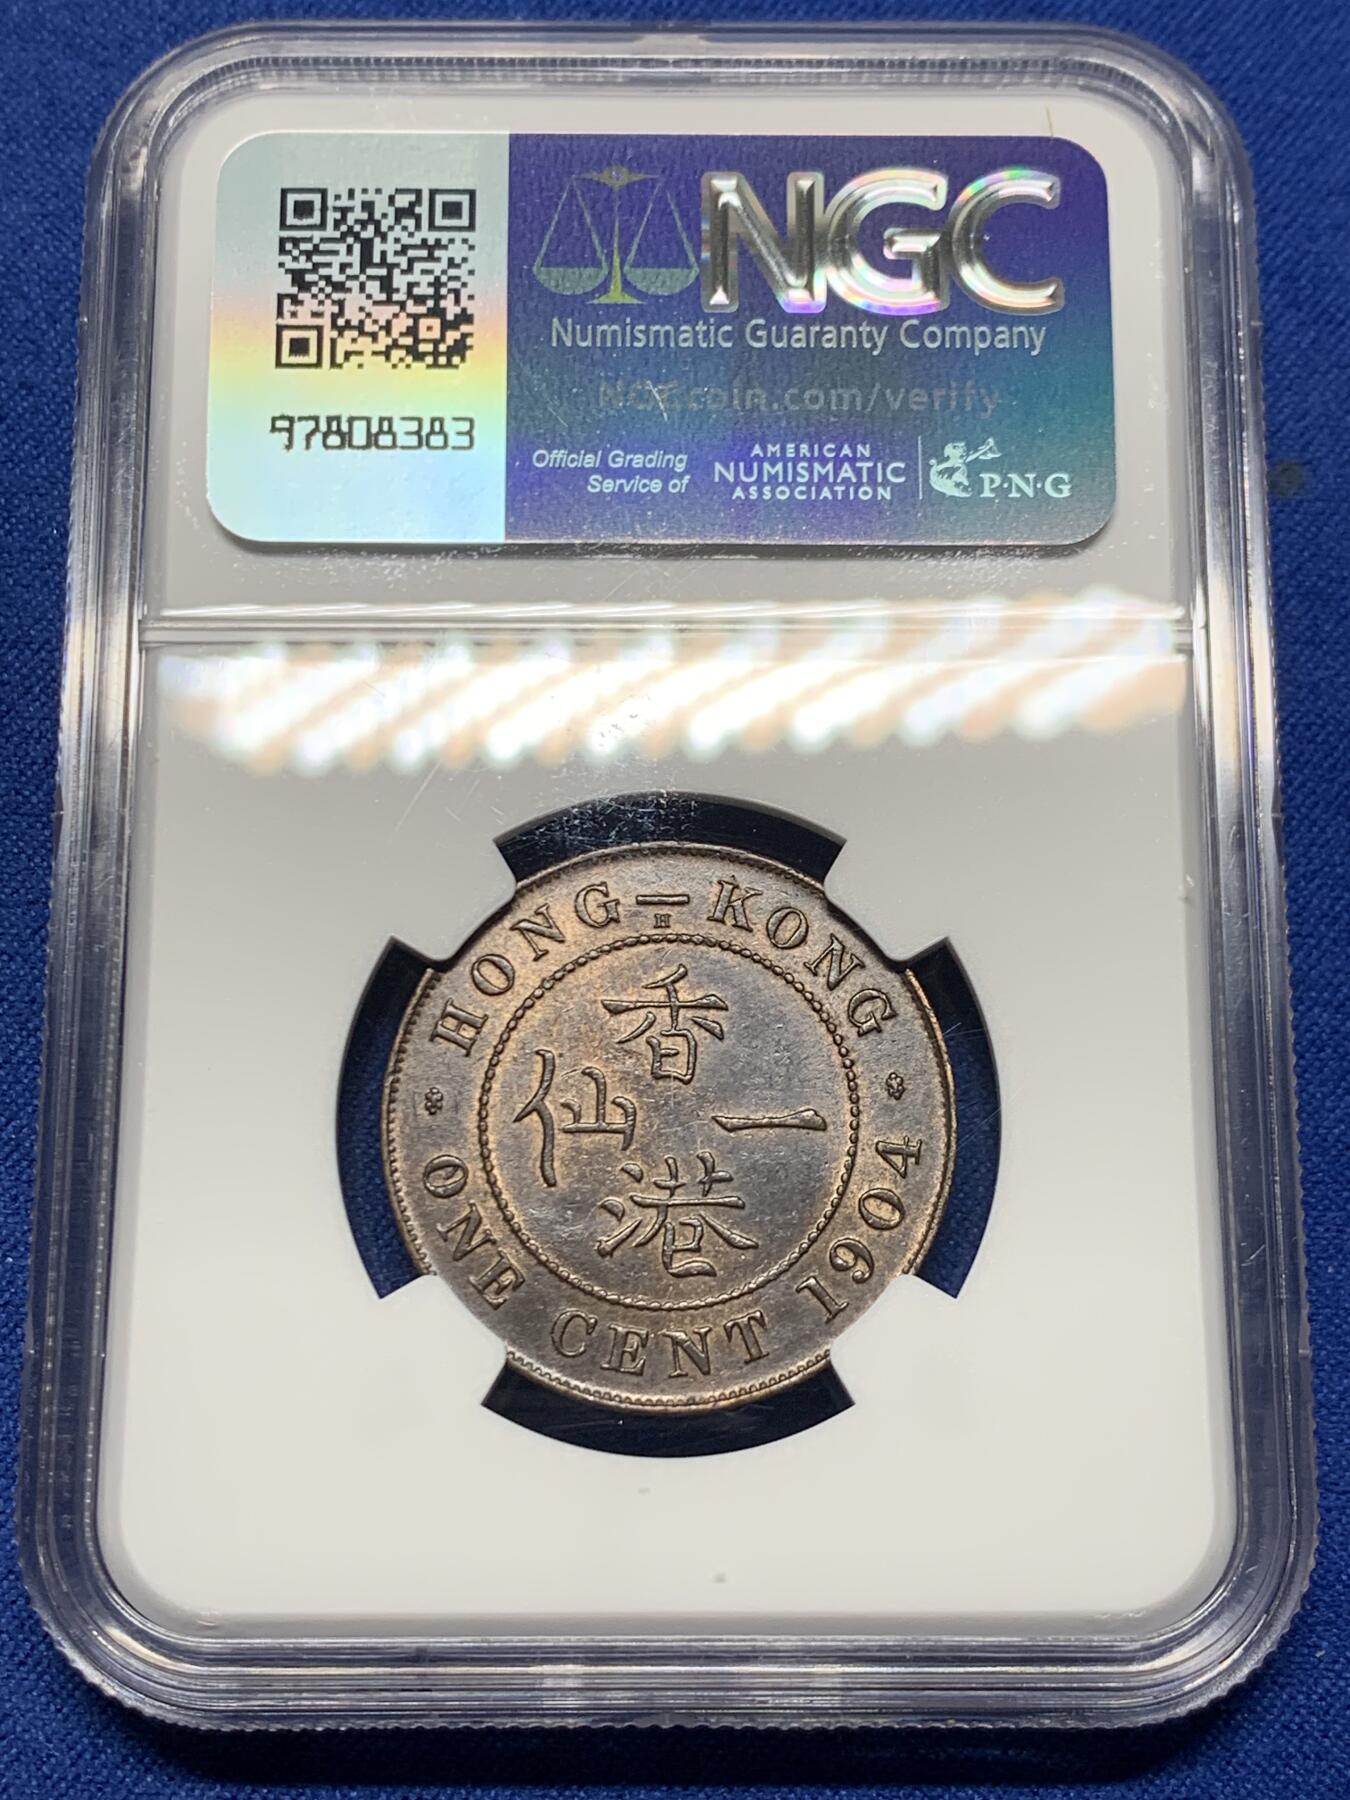 NGC
Numismatic Guaranty Company
NGCcoin.com/verify
97808383
Official Grading
Service of
AMERICAN
NUMISMATIC
ASSOCIATION
P·N·G
HONG-KONG
H
香
仙 一
港
ONE CENT 1904